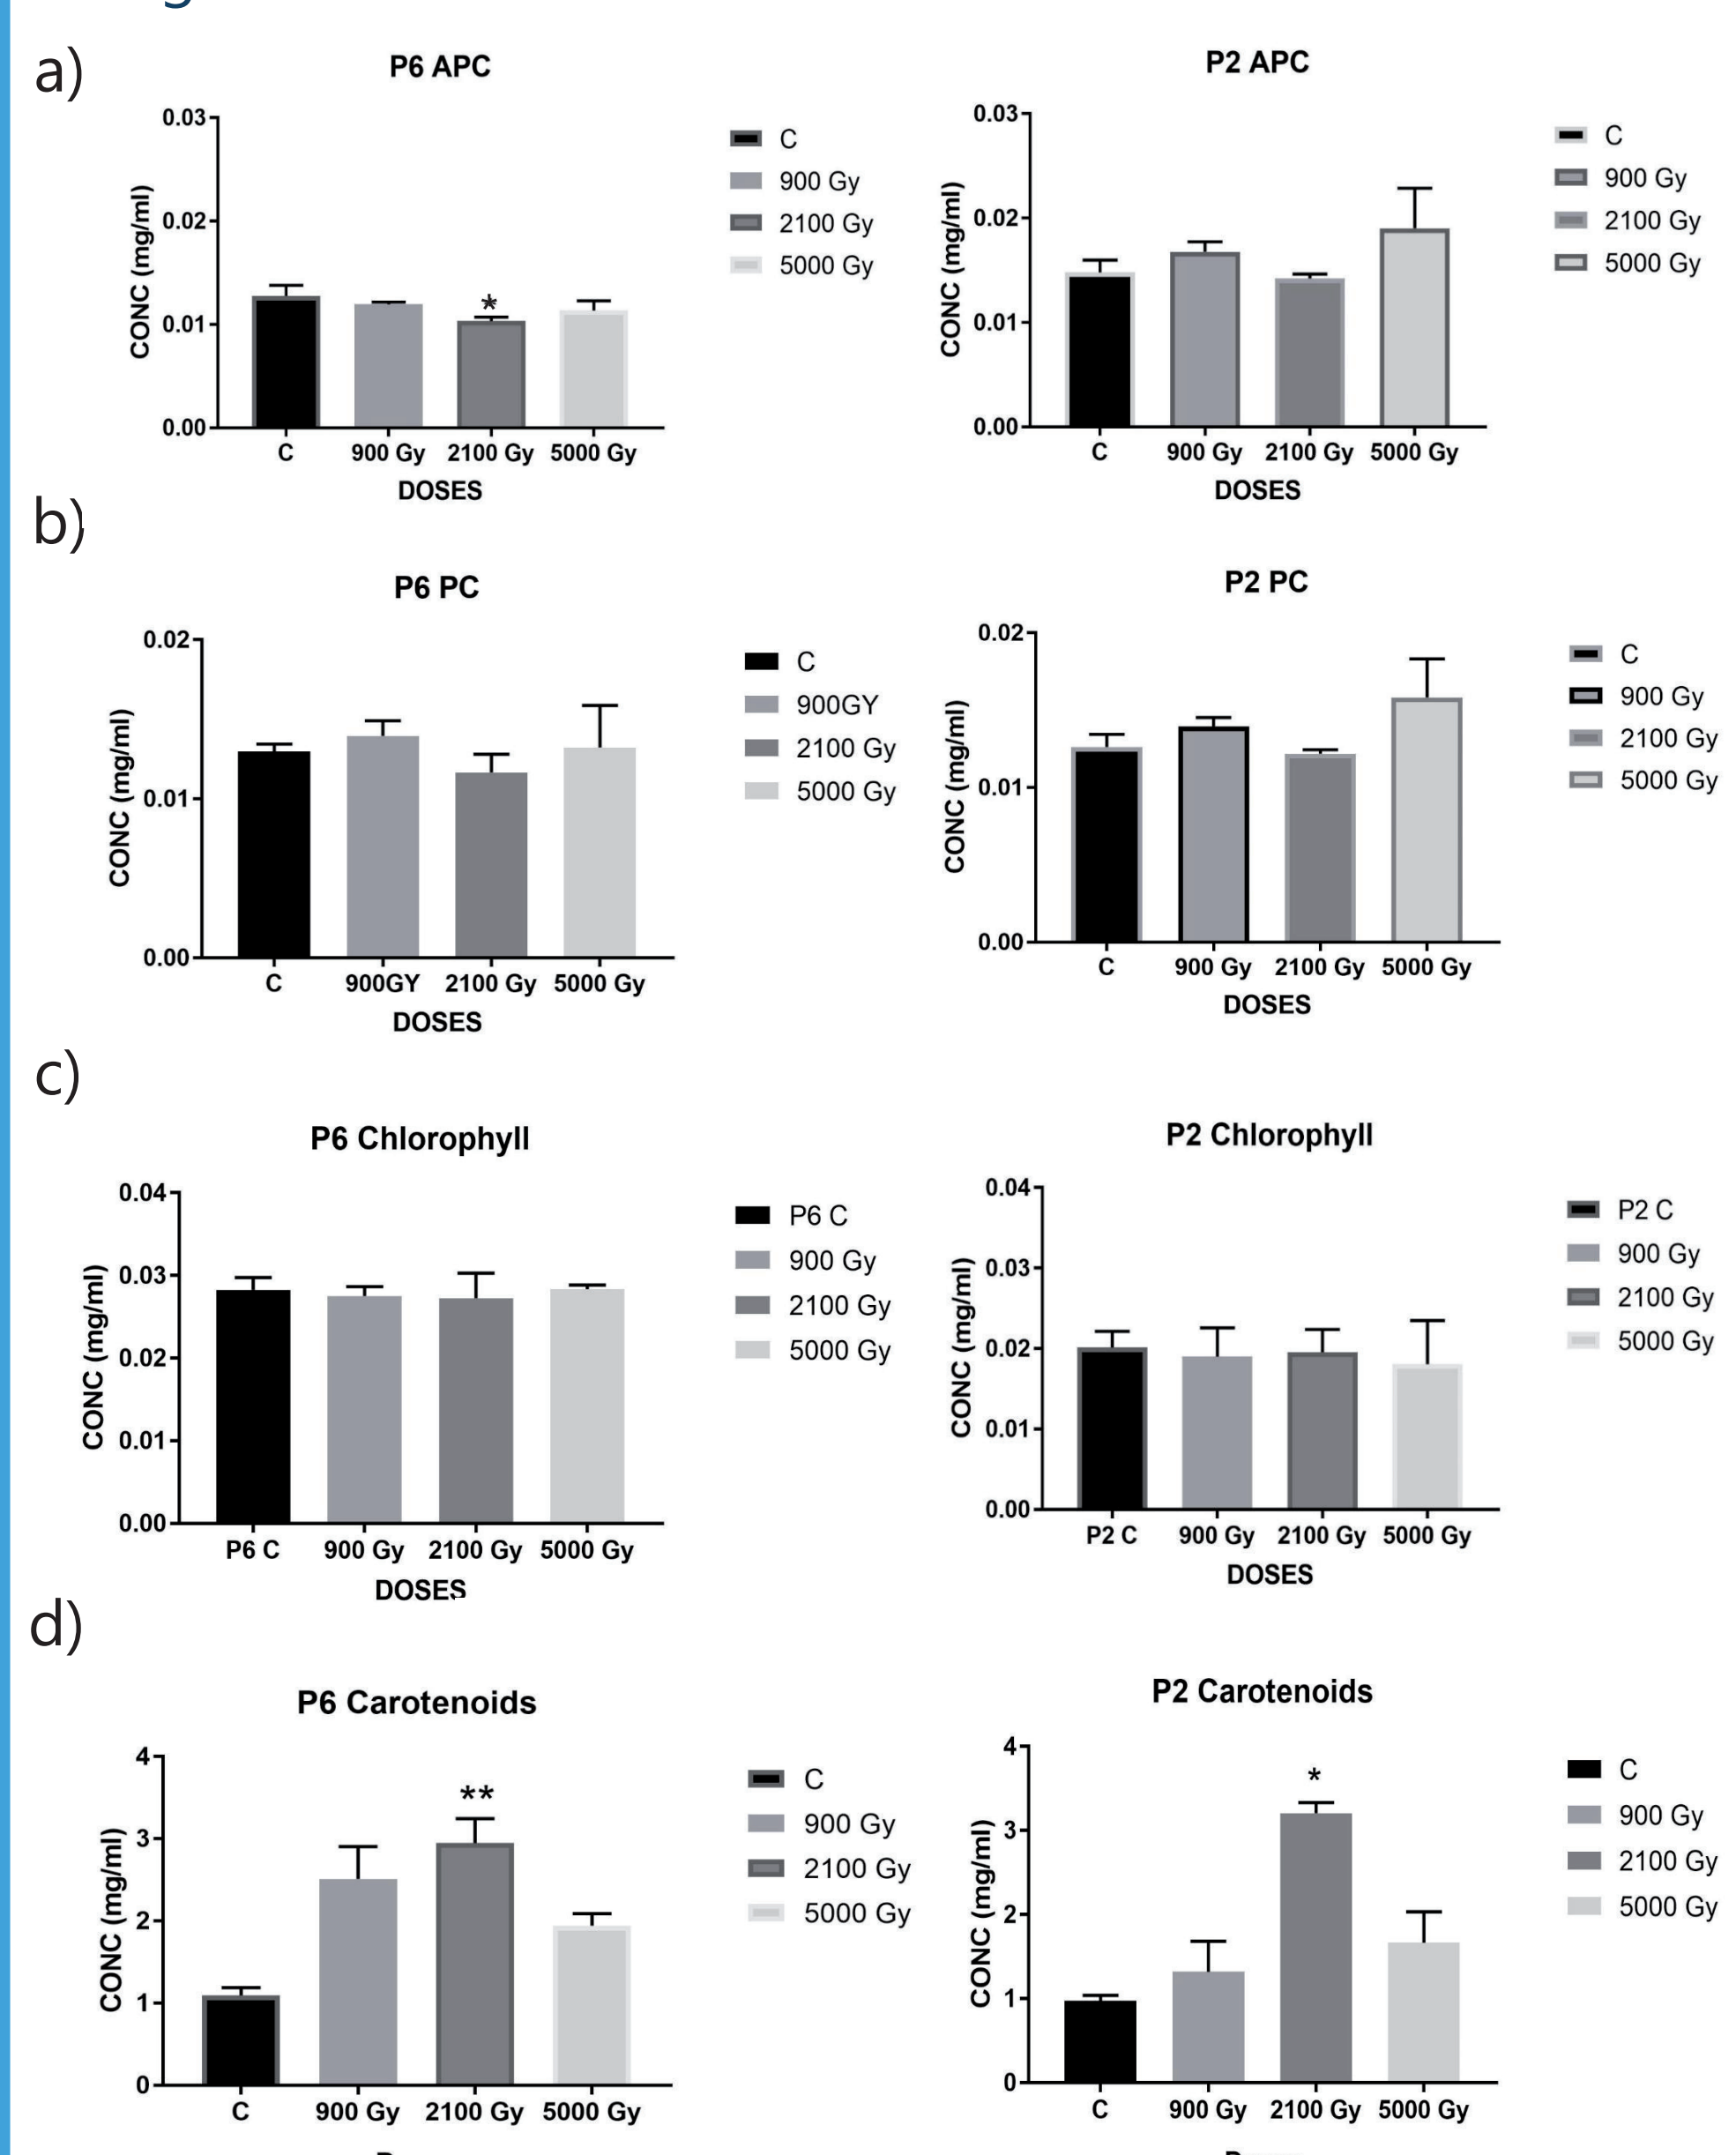 a)
P6 APC
0.03
0.02
0.01
0.00
CONC (mg/ml)
*
C 900 Gy 2100 Gy 5000 Gy
DOSES
C
900 Gy
2100 Gy
5000 Gy
P2 APC
0.03
0.02
0.01
0.00
CONC (mg/ml)
C 900 Gy 2100 Gy 5000 Gy
DOSES
C
900 Gy
2100 Gy
5000 Gy
b)
P6 PC
0.02
0.01
0.00
CONC (mg/ml)
C 900GY 2100 Gy 5000 Gy
DOSES
C
900GY
2100 Gy
5000 Gy
P2 PC
0.02
0.01
0.00
CONC (mg/ml)
C 900 Gy 2100 Gy 5000 Gy
DOSES
C
900 Gy
2100 Gy
5000 Gy
c)
P6 Chlorophyll
0.04
0.03
0.02
0.01
0.00
CONC (mg/ml)
P6 C 900 Gy 2100 Gy 5000 Gy
DOSES
P6 C
900 Gy
2100 Gy
5000 Gy
P2 Chlorophyll
0.04
0.03
0.02
0.01
0.00
CONC (mg/ml)
P2 C 900 Gy 2100 Gy 5000 Gy
DOSES
P2 C
900 Gy
2100 Gy
5000 Gy
d)
P6 Carotenoids
4
3
2
1
0
CONC (mg/ml)
**
C 900 Gy 2100 Gy 5000 Gy
C
900 Gy
2100 Gy
5000 Gy
P2 Carotenoids
4
3
2
1
0
CONC (mg/ml)
*
C 900 Gy 2100 Gy 5000 Gy
C
900 Gy
2100 Gy
5000 Gy